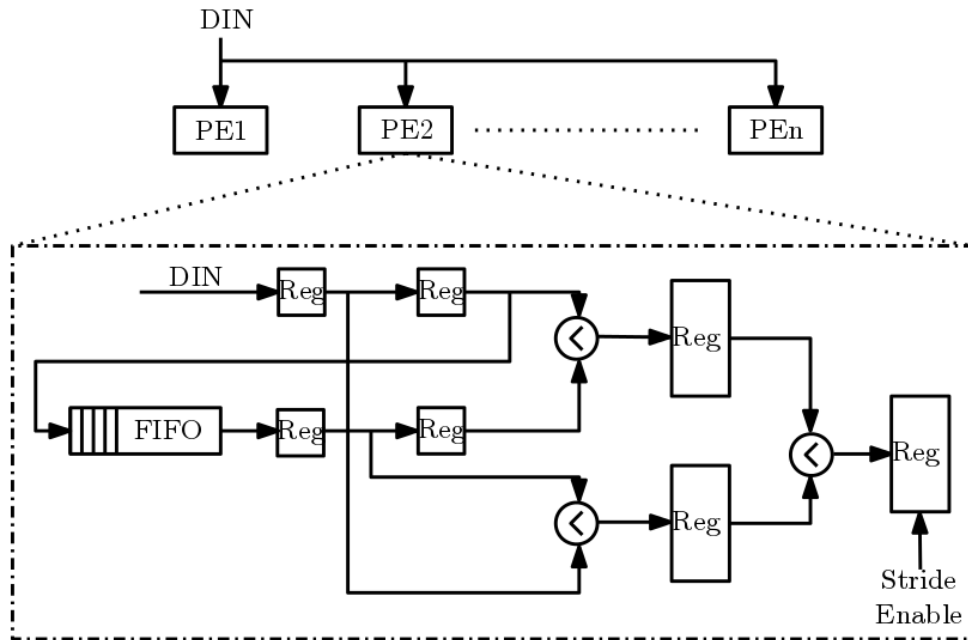 DIN
PE1
PE2
PEn
DIN
Reg
Reg
<
Reg
FIFO
Reg
Reg
<
Reg
<
Reg
Stride
Enable